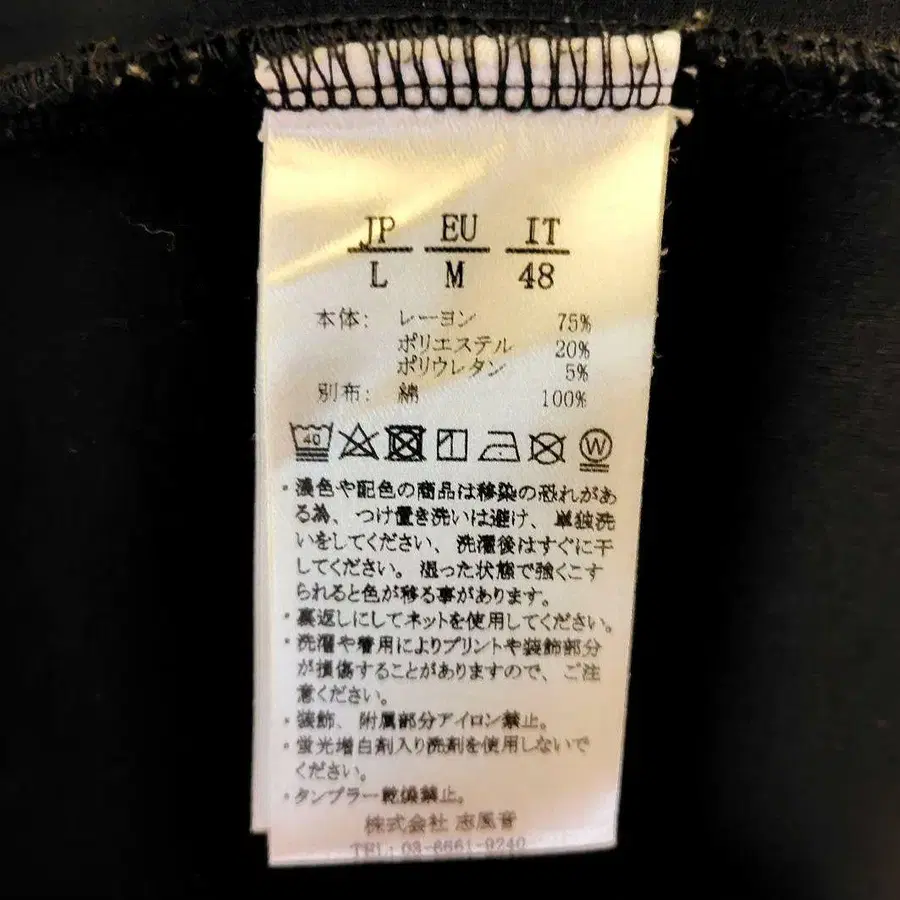 JP EU IT
L M 48
本体: レーヨン 75%
ポリエステル 20%
ポリウレタン 5%
別布: 綿 100%
40 W
・濃色や配色の商品は移染の恐れがあ
る為、つけ置き洗いは避け、単独洗
いをしてください、洗濯後はすぐに干
してください。湿った状態で強くこす
られると色が移る事があります。
・裏返しにしてネットを使用してください。
・洗濯や着用によりプリントや装飾部分
が損傷することがありますので、ご注
意ください。
・装飾、附属部分アイロン禁止。
・蛍光増白剤入り洗剤を使用しないで
ください。
・タンブラー乾燥禁止。
株式会社 志風音
TEL: 03-6661-9740